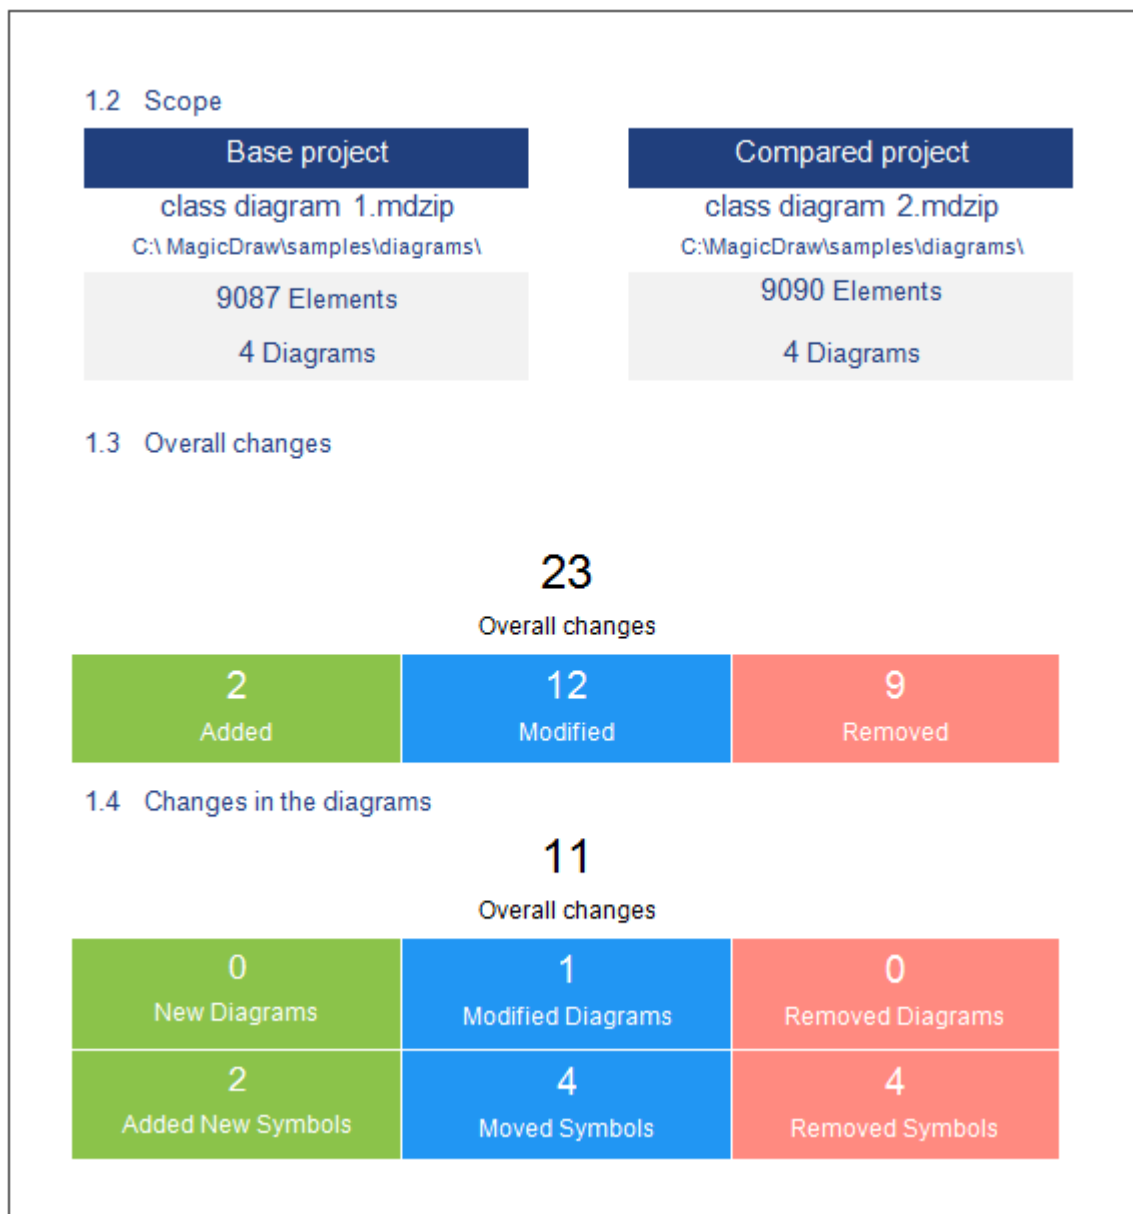 1.2 Scope
Base project
Compared project
class diagram 1.mdzip
class diagram 2.mdzip
C:\ MagicDraw\samples\diagrams\
C:\MagicDraw\samples\diagrams\
9087 Elements
9090 Elements
4 Diagrams
4 Diagrams
1.3 Overall changes
23
Overall changes
2
12
9
Added
Modified
Removed
1.4 Changes in the diagrams
11
Overall changes
0
1
0
New Diagrams
Modified Diagrams
Removed Diagrams
2
4
4
Added New Symbols
Moved Symbols
Removed Symbols